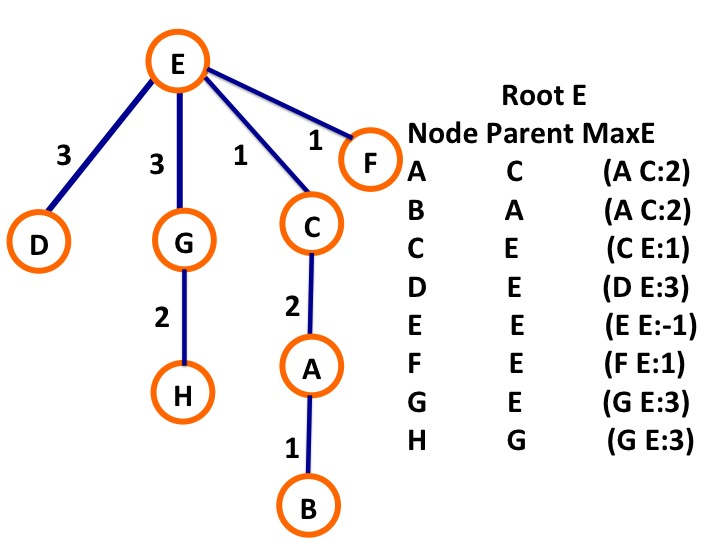 E
Root E
Node Parent MaxE
3
3
1
1
F
A C (A C:2)
B A (A C:2)
D
G
C
C E (C E:1)
D E (D E:3)
2
2
E E (E E:-1)
H
A
F E (F E:1)
G E (G E:3)
H G (G E:3)
1
B